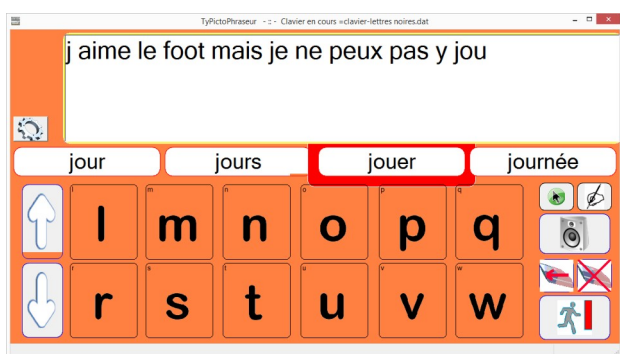 TyPictoPhraseur - :: - Clavier en cours =clavier-lettres noires.dat
j aime le foot mais je ne peux pas y jou
jour jours jouer journée
l m n o p q
l m n o p q
r s t u v w
r s t u v w